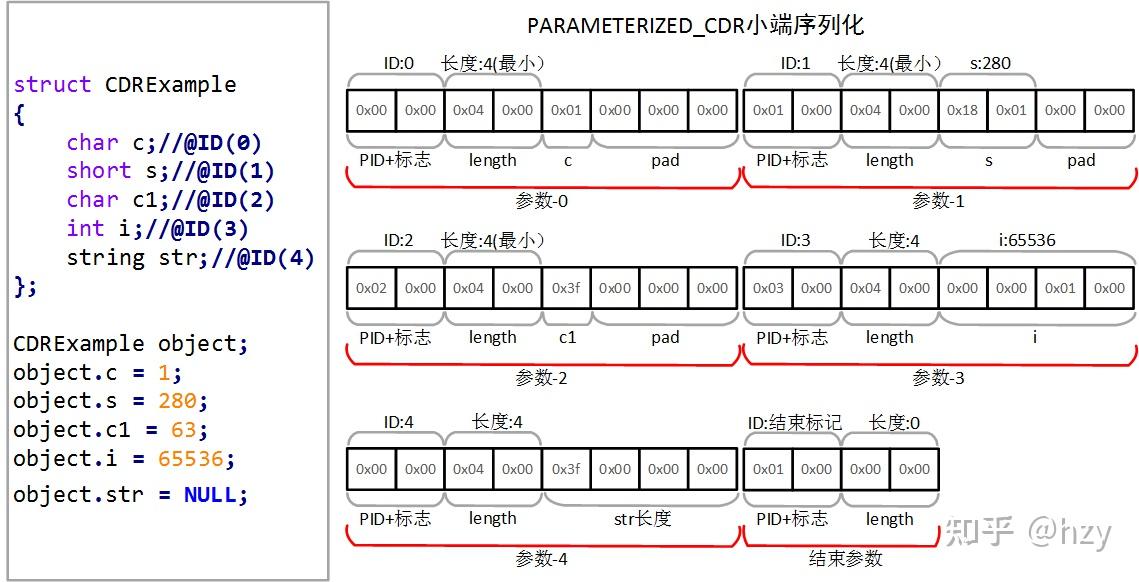 struct CDRExample
{
char c;//@ID(0)
short s;//@ID(1)
char c1;//@ID(2)
int i;//@ID(3)
string str;//@ID(4)
};
CDRExample object;
object.c = 1;
object.s = 280;
object.c1 = 63;
object.i = 65536;
object.str = NULL;
PARAMETERIZED_CDR小端序列化
ID:0 长度:4(最小) ID:1 长度:4(最小) s:280
0x00 0x00 0x04 0x00 0x01 0x00 0x00 0x00 0x01 0x00 0x04 0x00 0x18 0x01 0x00 0x00
PID+标志 length c pad PID+标志 length s pad
参数-0 参数-1
ID:2 长度:4(最小) ID:3 长度:4 i:65536
0x02 0x00 0x04 0x00 0x3f 0x00 0x00 0x00 0x03 0x00 0x04 0x00 0x00 0x00 0x01 0x00
PID+标志 length c1 pad PID+标志 length i
参数-2 参数-3
ID:4 长度:4 ID:结束标记 长度:0
0x00 0x00 0x04 0x00 0x3f 0x00 0x00 0x00 0x01 0x00 0x00 0x00
PID+标志 length str长度 PID+标志 length
参数-4 结束参数
知乎 @hzy